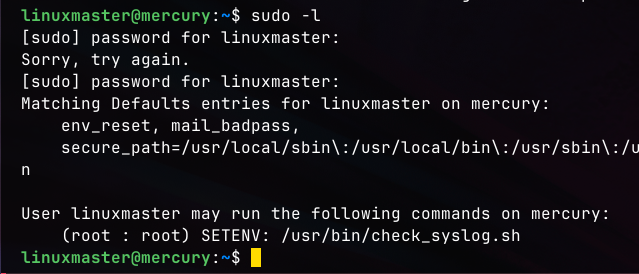 linuxmaster@mercury:~$ sudo -l
[sudo] password for linuxmaster:
Sorry, try again.
[sudo] password for linuxmaster:
Matching Defaults entries for linuxmaster on mercury:
    env_reset, mail_badpass,
    secure_path=/usr/local/sbin\:/usr/local/bin\:/usr/sbin\:/u
n

User linuxmaster may run the following commands on mercury:
    (root : root) SETENV: /usr/bin/check_syslog.sh
linuxmaster@mercury:~$